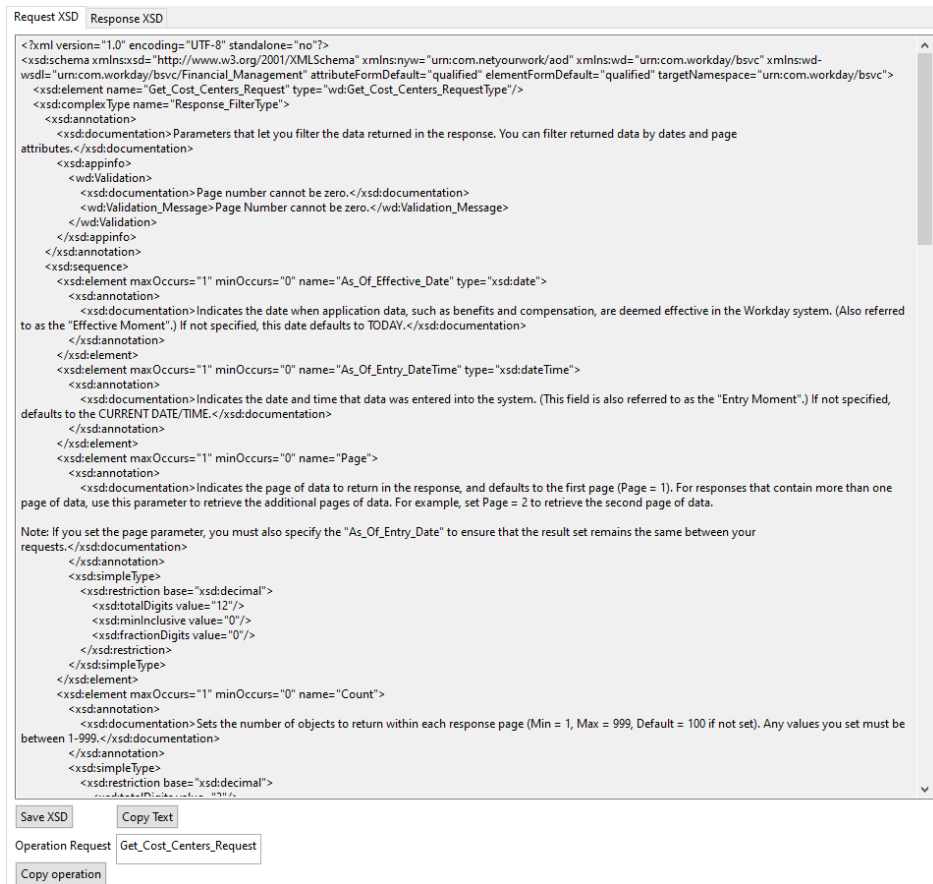 Request XSD Response XSD
<?xml version="1.0" encoding="UTF-8" standalone="no"?>
<xsd:schema xmlns:xsd="http://www.w3.org/2001/XMLSchema" xmlns:nyw="urn:com.netyourwork/aod" xmlns:wd="urn:com.workday/bsvc" xmlns:wd-
wsdl="urn:com.workday/bsvc/Financial_Management" attributeFormDefault="qualified" elementFormDefault="qualified" targetNamespace="urn:com.workday/bsvc">
<xsd:element name="Get_Cost_Centers_Request" type="wd:Get_Cost_Centers_RequestType"/>
<xsd:complexType name="Response_FilterType">
<xsd:annotation>
<xsd:documentation>Parameters that let you filter the data returned in the response. You can filter returned data by dates and page
attributes.</xsd:documentation>
<xsd:appinfo>
<wd:Validation>
<xsd:documentation>Page number cannot be zero.</xsd:documentation>
<wd:Validation_Message>Page Number cannot be zero.</wd:Validation_Message>
</wd:Validation>
</xsd:appinfo>
</xsd:annotation>
<xsd:sequence>
<xsd:element maxOccurs="1" minOccurs="0" name="As_Of_Effective_Date" type="xsd:date">
<xsd:annotation>
<xsd:documentation>Indicates the date when application data, such as benefits and compensation, are deemed effective in the Workday system. (Also referred
to as the "Effective Moment".) If not specified, this date defaults to TODAY.</xsd:documentation>
</xsd:annotation>
</xsd:element>
<xsd:element maxOccurs="1" minOccurs="0" name="As_Of_Entry_DateTime" type="xsd:dateTime">
<xsd:annotation>
<xsd:documentation>Indicates the date and time that data was entered into the system. (This field is also referred to as the "Entry Moment".) If not specified,
defaults to the CURRENT DATE/TIME.</xsd:documentation>
</xsd:annotation>
</xsd:element>
<xsd:element maxOccurs="1" minOccurs="0" name="Page">
<xsd:annotation>
<xsd:documentation>Indicates the page of data to return in the response, and defaults to the first page (Page = 1). For responses that contain more than one
page of data, use this parameter to retrieve the additional pages of data. For example, set Page = 2 to retrieve the second page of data.
Note: If you set the page parameter, you must also specify the "As_Of_Entry_Date" to ensure that the result set remains the same between your
requests.</xsd:documentation>
</xsd:annotation>
<xsd:simpleType>
<xsd:restriction base="xsd:decimal">
<xsd:totalDigits value="12"/>
<xsd:minInclusive value="0"/>
<xsd:fractionDigits value="0"/>
</xsd:restriction>
</xsd:simpleType>
</xsd:element>
<xsd:element maxOccurs="1" minOccurs="0" name="Count">
<xsd:annotation>
<xsd:documentation>Sets the number of objects to return within each response page (Min = 1, Max = 999, Default = 100 if not set). Any values you set must be
between 1-999.</xsd:documentation>
</xsd:annotation>
<xsd:simpleType>
<xsd:restriction base="xsd:decimal">
Save XSD Copy Text
Operation Request Get_Cost_Centers_Request
Copy operation